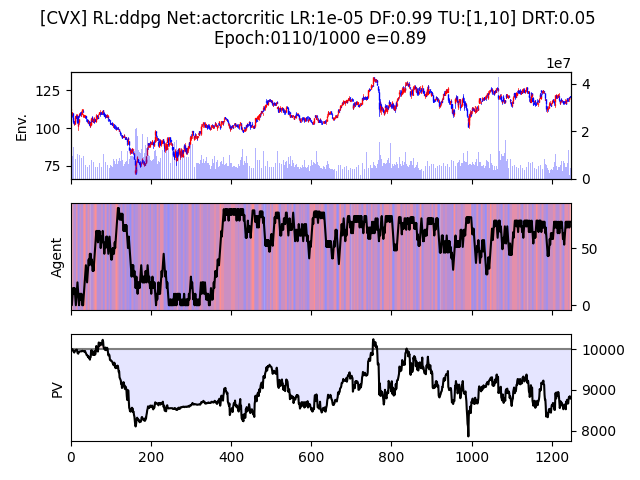 [CVX] RL:ddpg Net:actorcritic LR:1e-05 DF:0.99 TU:[1,10] DRT:0.05
Epoch:0110/1000 e=0.89
1e7
125
100
75
Env.
4
2
0
Agent
50
0
PV
10000
9000
8000
0 200 400 600 800 1000 1200